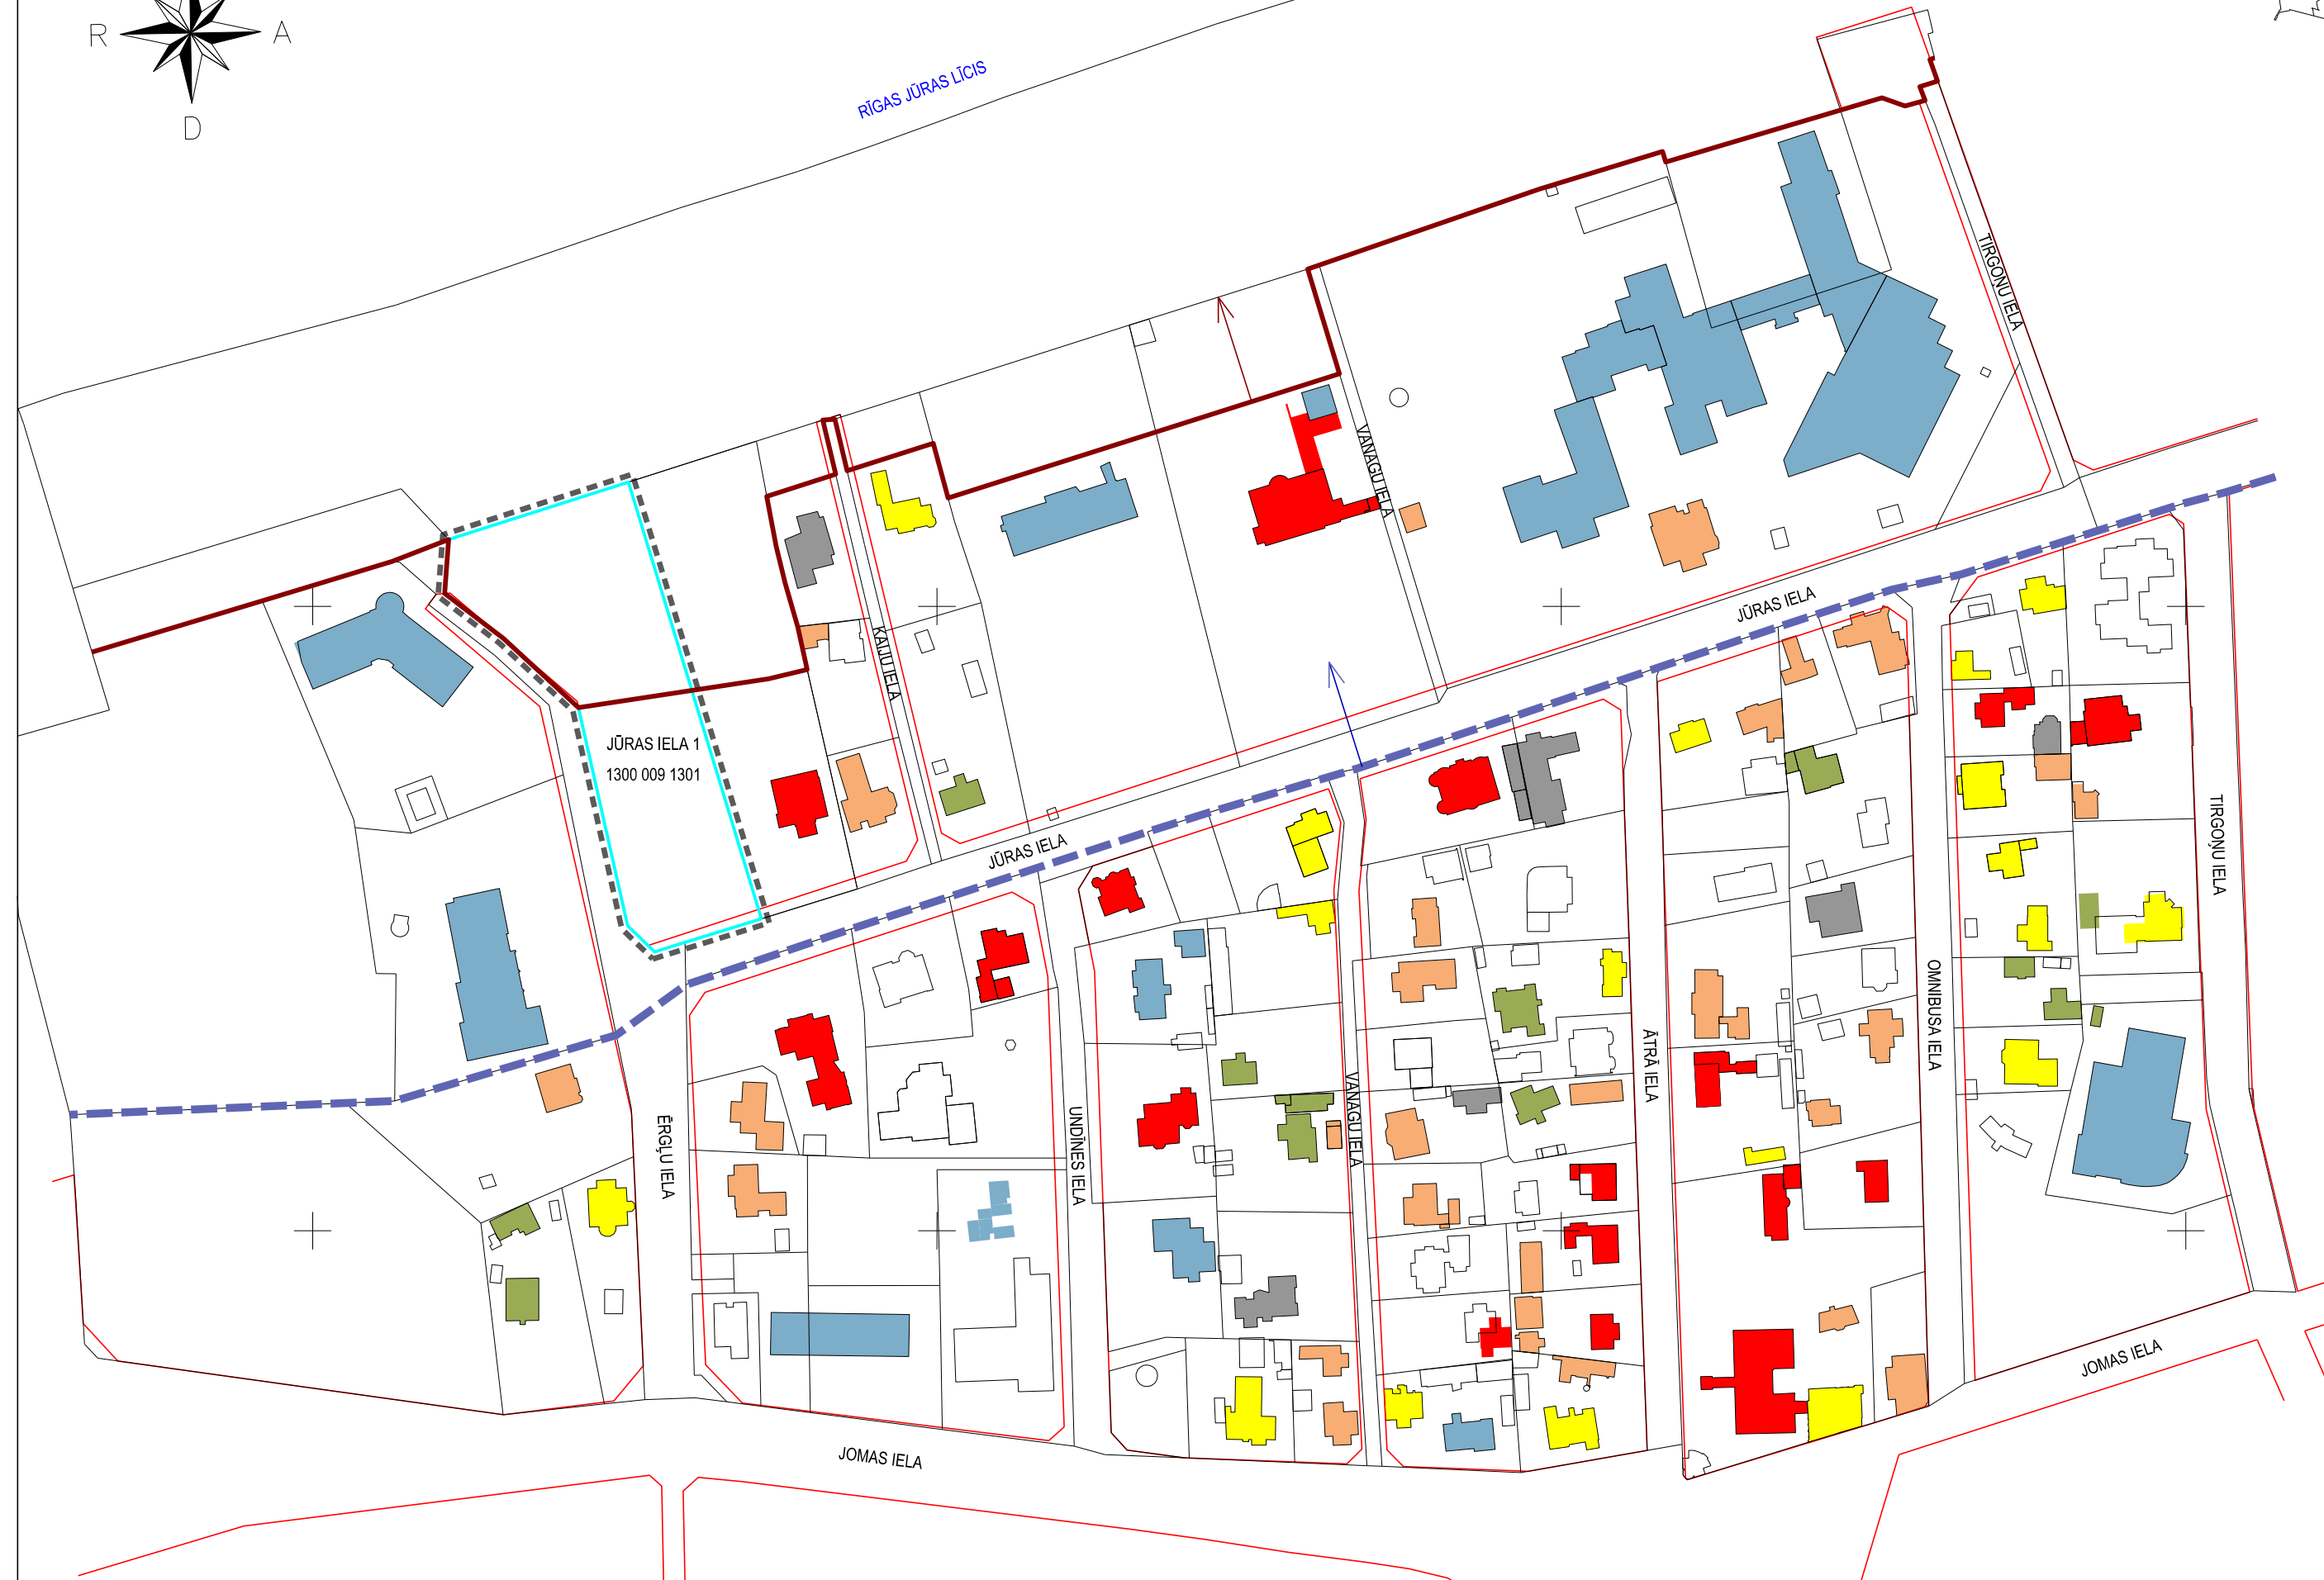 R
A
D
RĪGAS JŪRAS LĪCIS
TIRGOŅU IELA
VANAGU IELA
JŪRAS IELA
KAIJU IELA
JŪRAS IELA 1
1300 009 1301
JŪRAS IELA
TIRGOŅU IELA
OMNIBUSA IELA
ĀTRĀ IELA
VANAGU IELA
UNDĪNES IELA
ĒRGĻU IELA
JOMAS IELA
JOMAS IELA